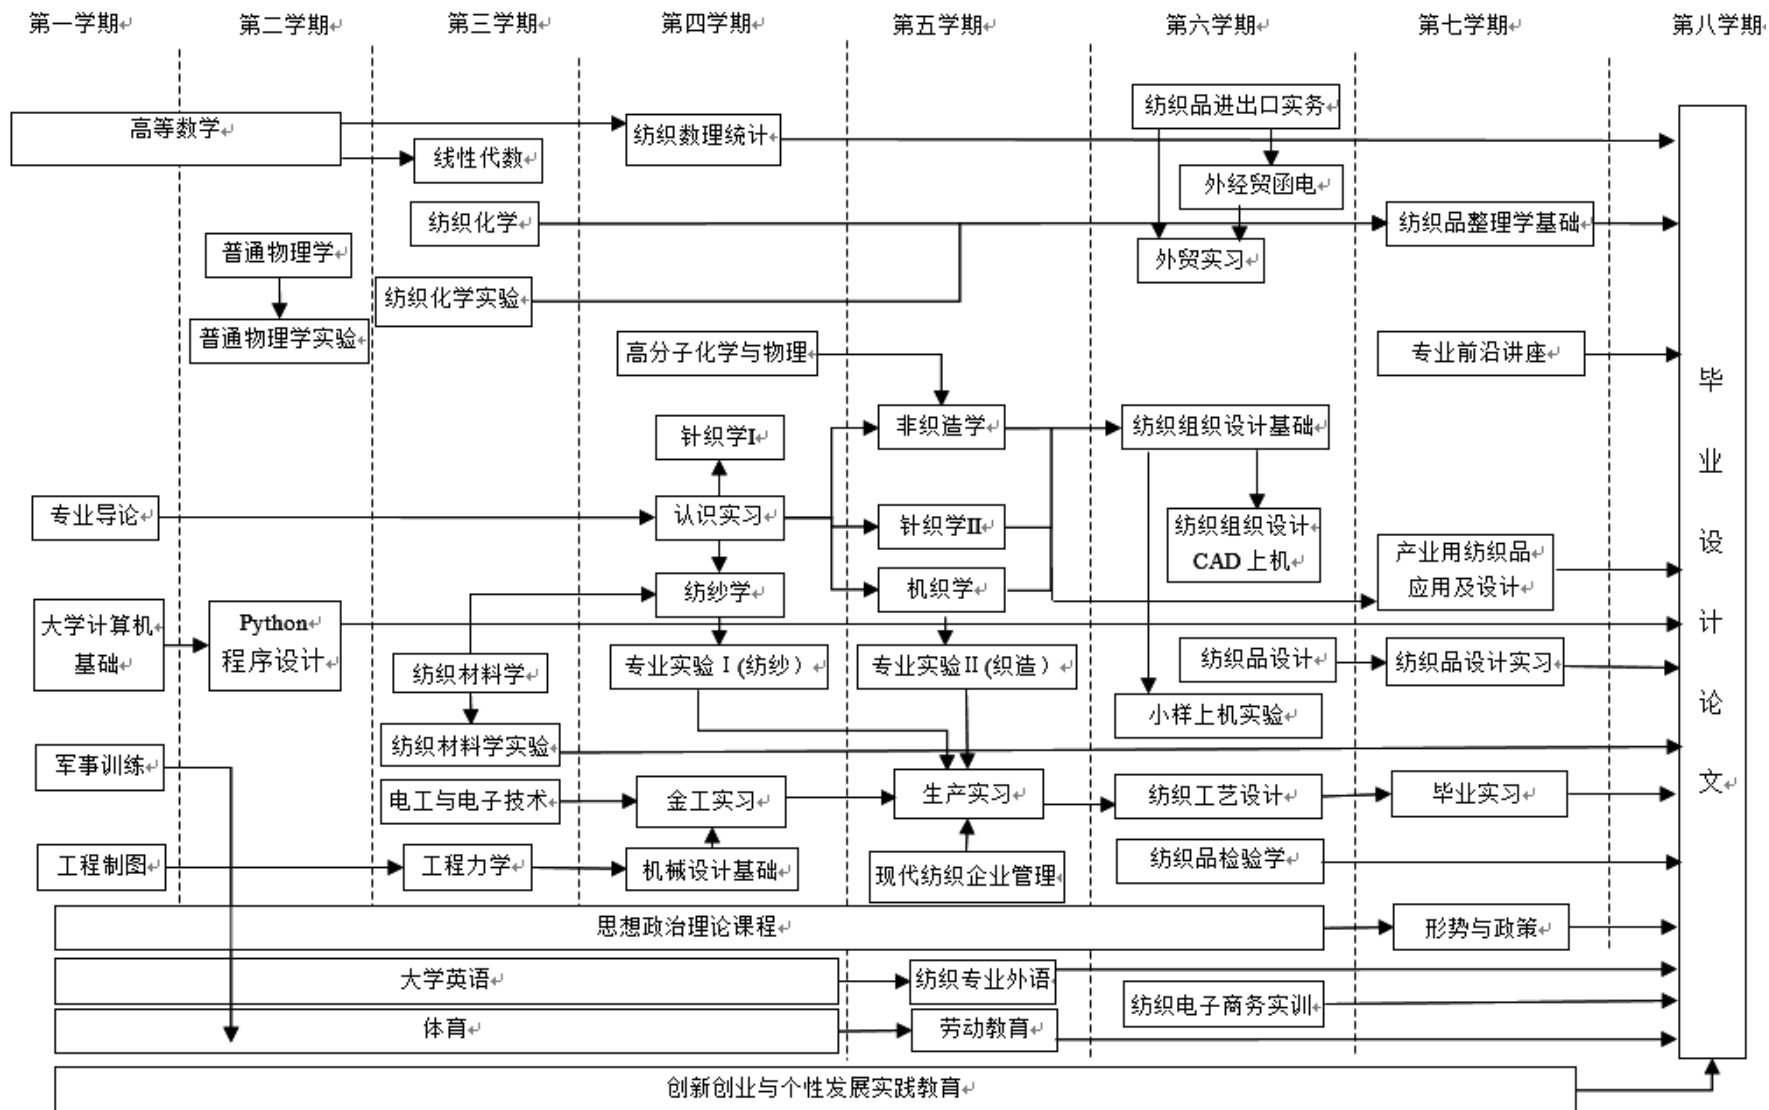 第一学期
第二学期
第三学期
第四学期
第五学期
第六学期
第七学期
第八学期
高等数学
纺织数理统计
纺织品进出口实务
线性代数
外经贸函电
纺织化学
纺织品整理学基础
普通物理学
外贸实习
纺织化学实验
普通物理学实验
高分子化学与物理
专业前沿讲座
针织学I
非织造学
纺织组织设计基础
专业导论
认识实习
针织学II
纺织组织设计
CAD 上机
产业用纺织品
应用及设计
纺纱学
机织学
大学计算机
基础
Python
程序设计
纺织材料学
专业实验 I (纺纱)
专业实验 II (织造)
纺织品设计
纺织品设计实习
小样上机实验
纺织材料学实验
军事训练
电工与电子技术
金工实习
生产实习
纺织工艺设计
毕业实习
工程制图
工程力学
机械设计基础
现代纺织企业管理
纺织品检验学
思想政治理论课程
形势与政策
大学英语
纺织专业外语
纺织电子商务实训
体育
劳动教育
创新创业与个性发展实践教育
毕
业
设
计
论
文